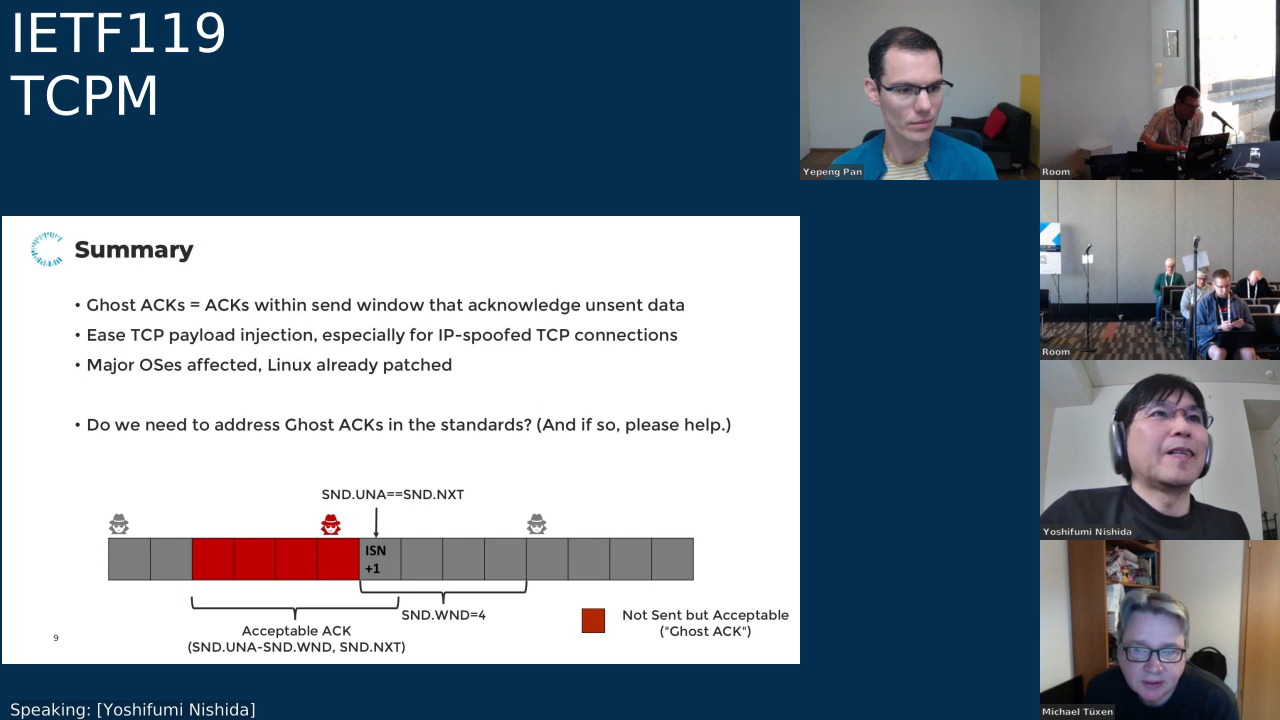 IETF119
TCPM
Yepeng Pan
Room
Room
Yoshifumi Nishida
Michael Tüxen
Summary
• Ghost ACKs = ACKs within send window that acknowledge unsent data
• Ease TCP payload injection, especially for IP-spoofed TCP connections
• Major OSes affected, Linux already patched
• Do we need to address Ghost ACKs in the standards? (And if so, please help.)
SND.UNA==SND.NXT
ISN
+1
SND.WND=4
Acceptable ACK
(SND.UNA-SND.WND, SND.NXT)
Not Sent but Acceptable
("Ghost ACK")
9
Speaking: [Yoshifumi Nishida]